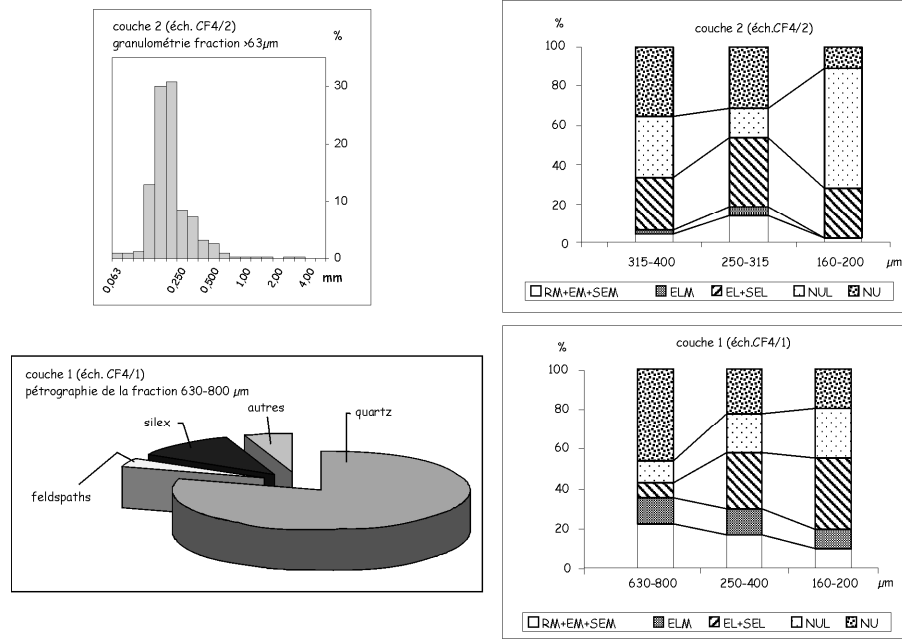 couche 2 (éch. CF4/2)
granulométrie fraction >63µm
%
30
20
10
0
0,063
0,250
0,500
1,00
2,00
4,00
mm
couche 2 (éch.CF4/2)
%
100
80
60
40
20
0
315-400
250-315
160-200
µm
RM+EM+SEM
ELM
EL+SEL
NUL
NU
couche 1 (éch. CF4/1)
pétrographie de la fraction 630-800 µm
autres
quartz
silex
feldspaths
couche 1 (éch.CF4/1)
%
100
80
60
40
20
0
630-800
250-400
160-200
µm
RM+EM+SEM
ELM
EL+SEL
NUL
NU